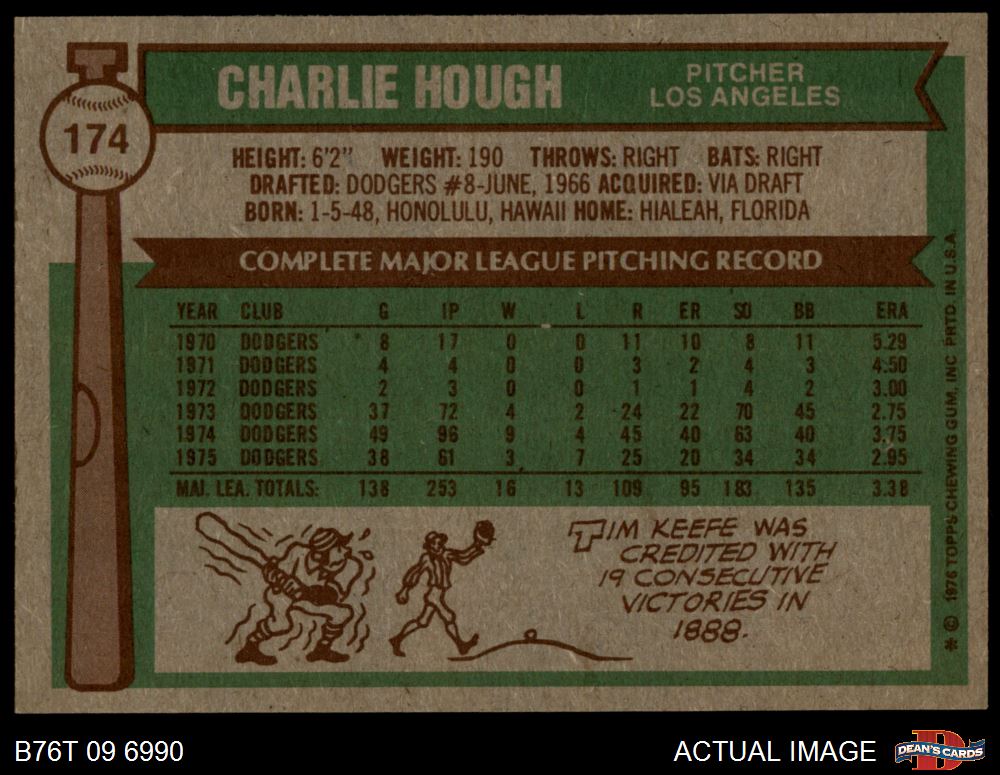 174
CHARLIE HOUGH
PITCHER
LOS ANGELES
HEIGHT: 6'2" WEIGHT: 190 THROWS: RIGHT BATS: RIGHT
DRAFTED: DODGERS #8-JUNE, 1966 ACQUIRED: VIA DRAFT
BORN: 1-5-48, HONOLULU, HAWAII HOME: HIALEAH, FLORIDA
COMPLETE MAJOR LEAGUE PITCHING RECORD
YEAR CLUB G IP W L R ER SO BB ERA
1970 DODGERS 8 17 0 0 11 10 8 11 5.29
1971 DODGERS 4 4 0 0 3 2 4 3 4.50
1972 DODGERS 2 3 0 0 1 1 4 2 3.00
1973 DODGERS 37 72 4 2 24 22 70 45 2.75
1974 DODGERS 49 96 9 4 45 40 63 40 3.75
1975 DODGERS 38 61 3 7 25 20 34 34 2.95
MAJ. LEA. TOTALS: 138 253 16 13 109 95 183 135 3.38
TIM KEEFE WAS
CREDITED WITH
19 CONSECUTIVE
VICTORIES IN
1888.
* © 1976 TOPPS CHEWING GUM, INC PRTD. IN U.S.A.
B76T 09 6990
ACTUAL IMAGE
DEAN'S CARDS